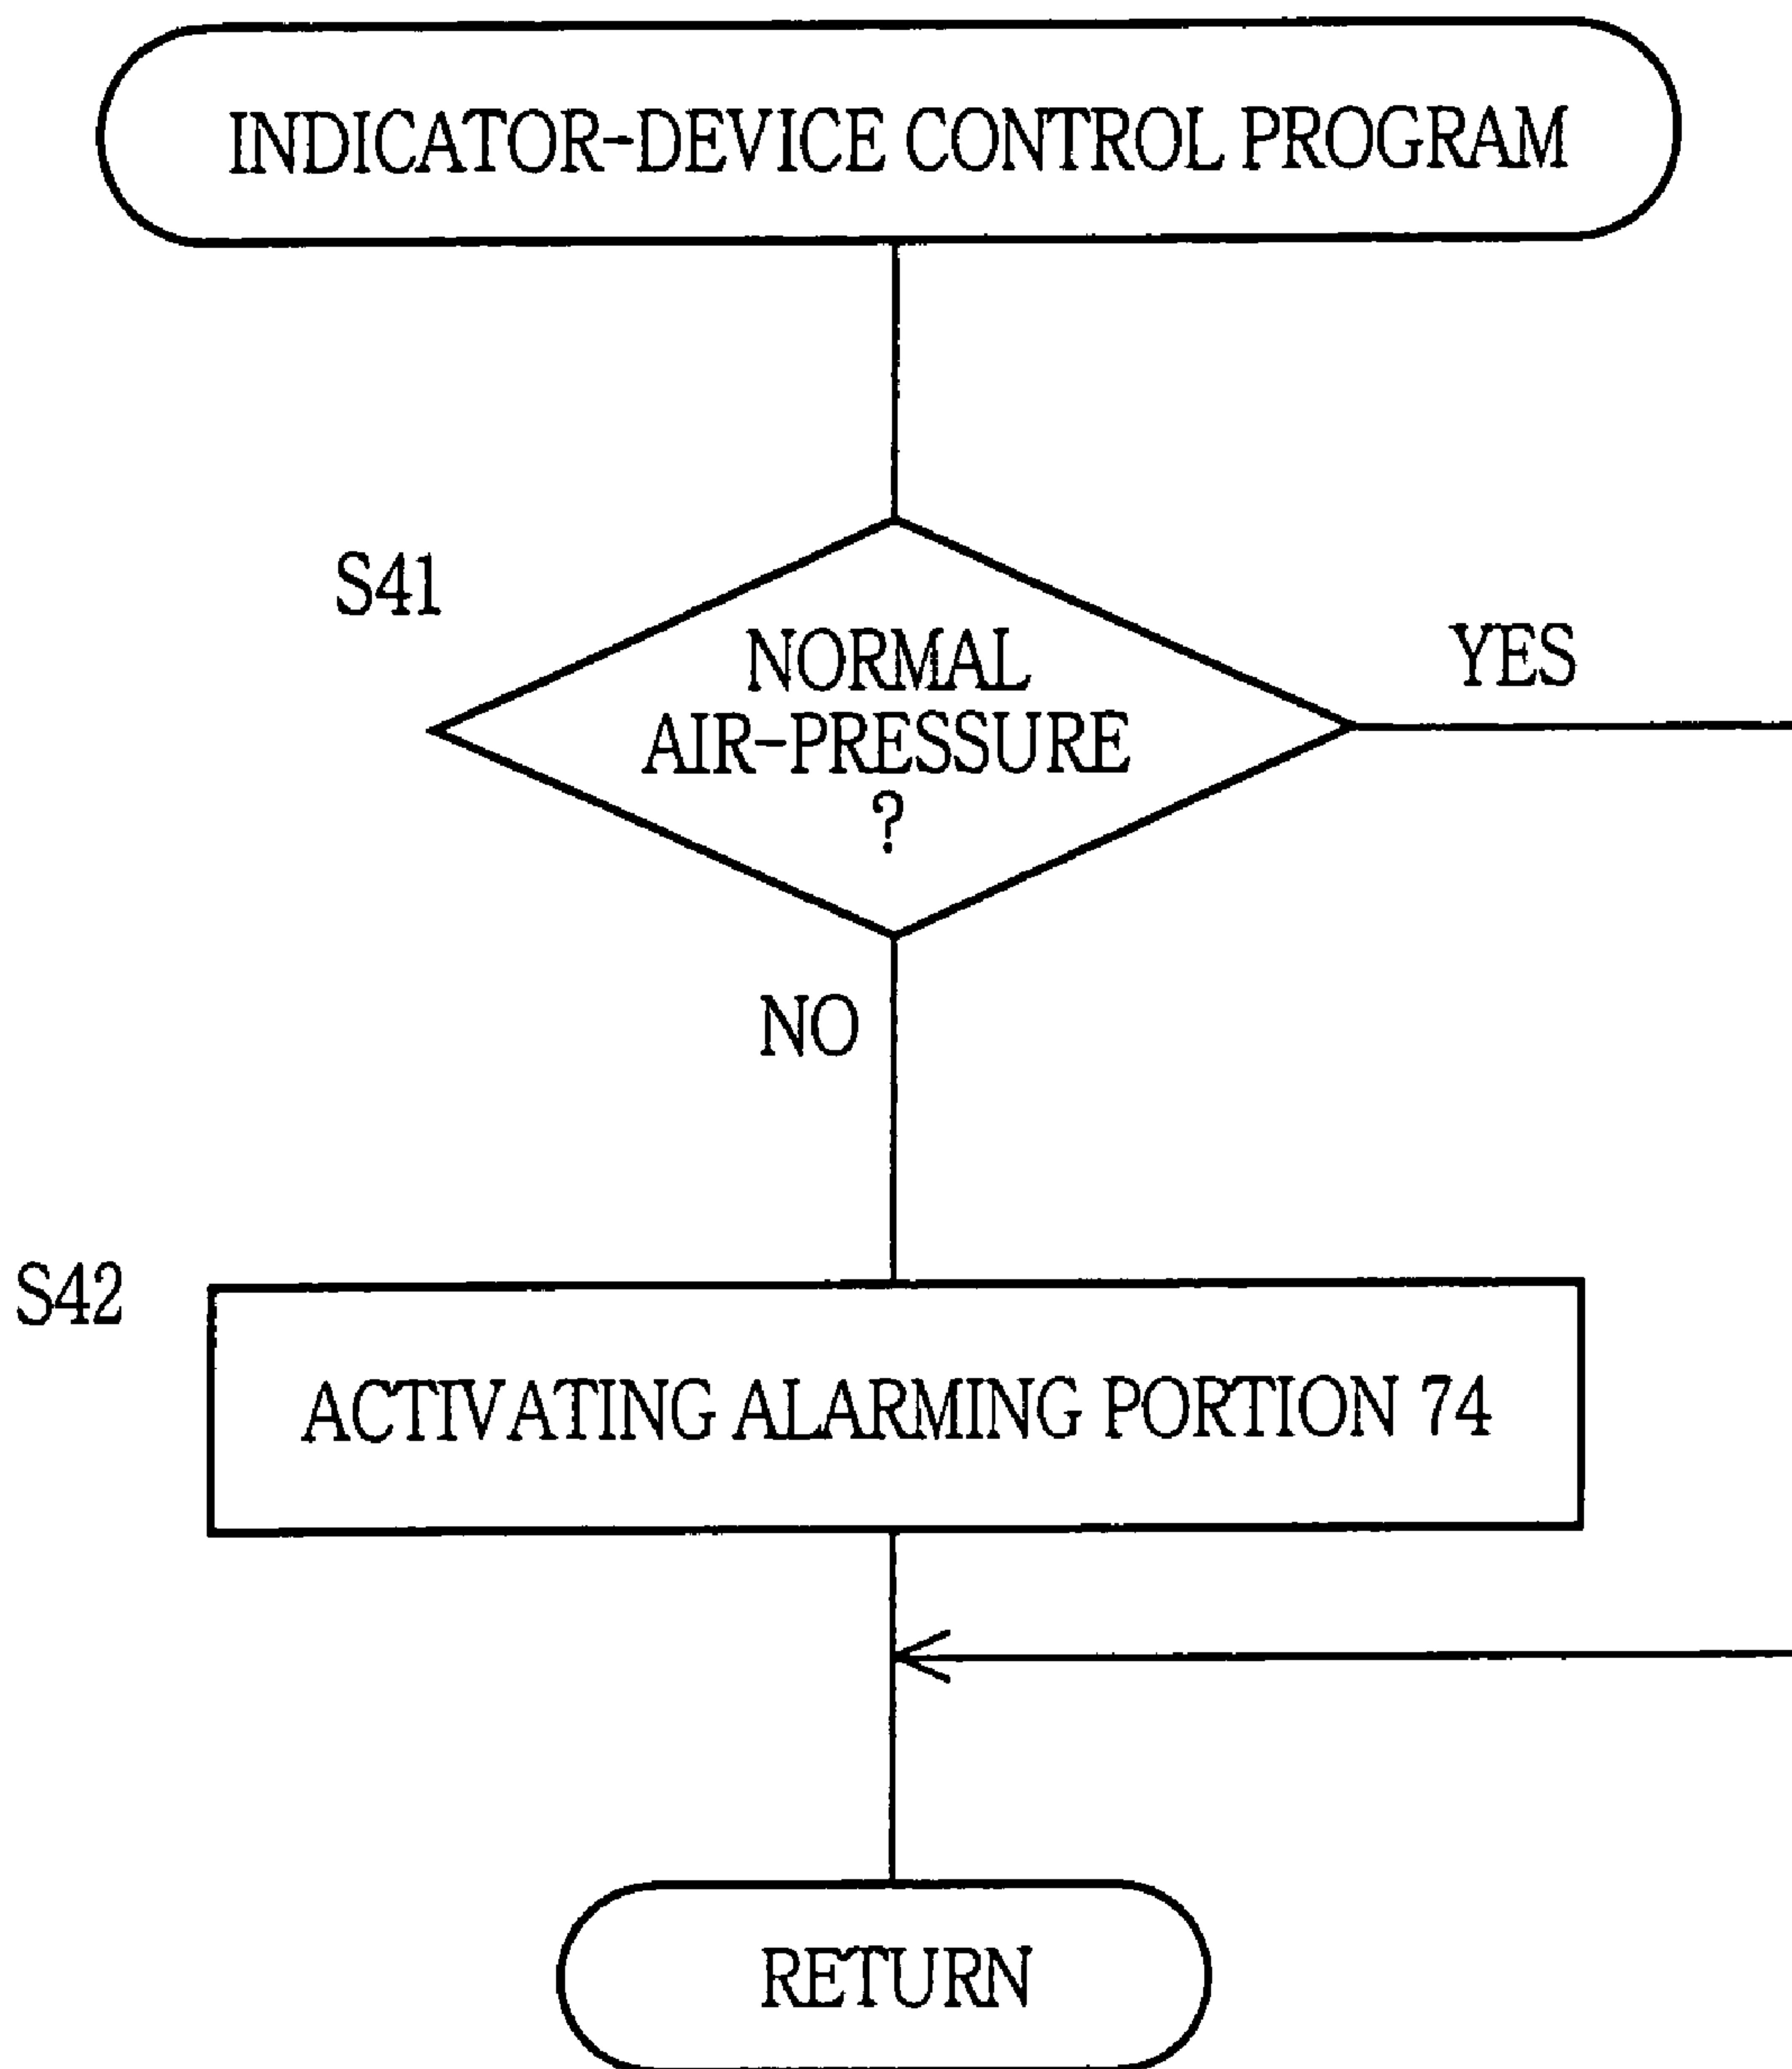 INDICATOR-DEVICE CONTROL PROGRAM
S41
NORMAL
AIR-PRESSURE
?
YES
NO
S42
ACTIVATING ALARMING PORTION 74
RETURN